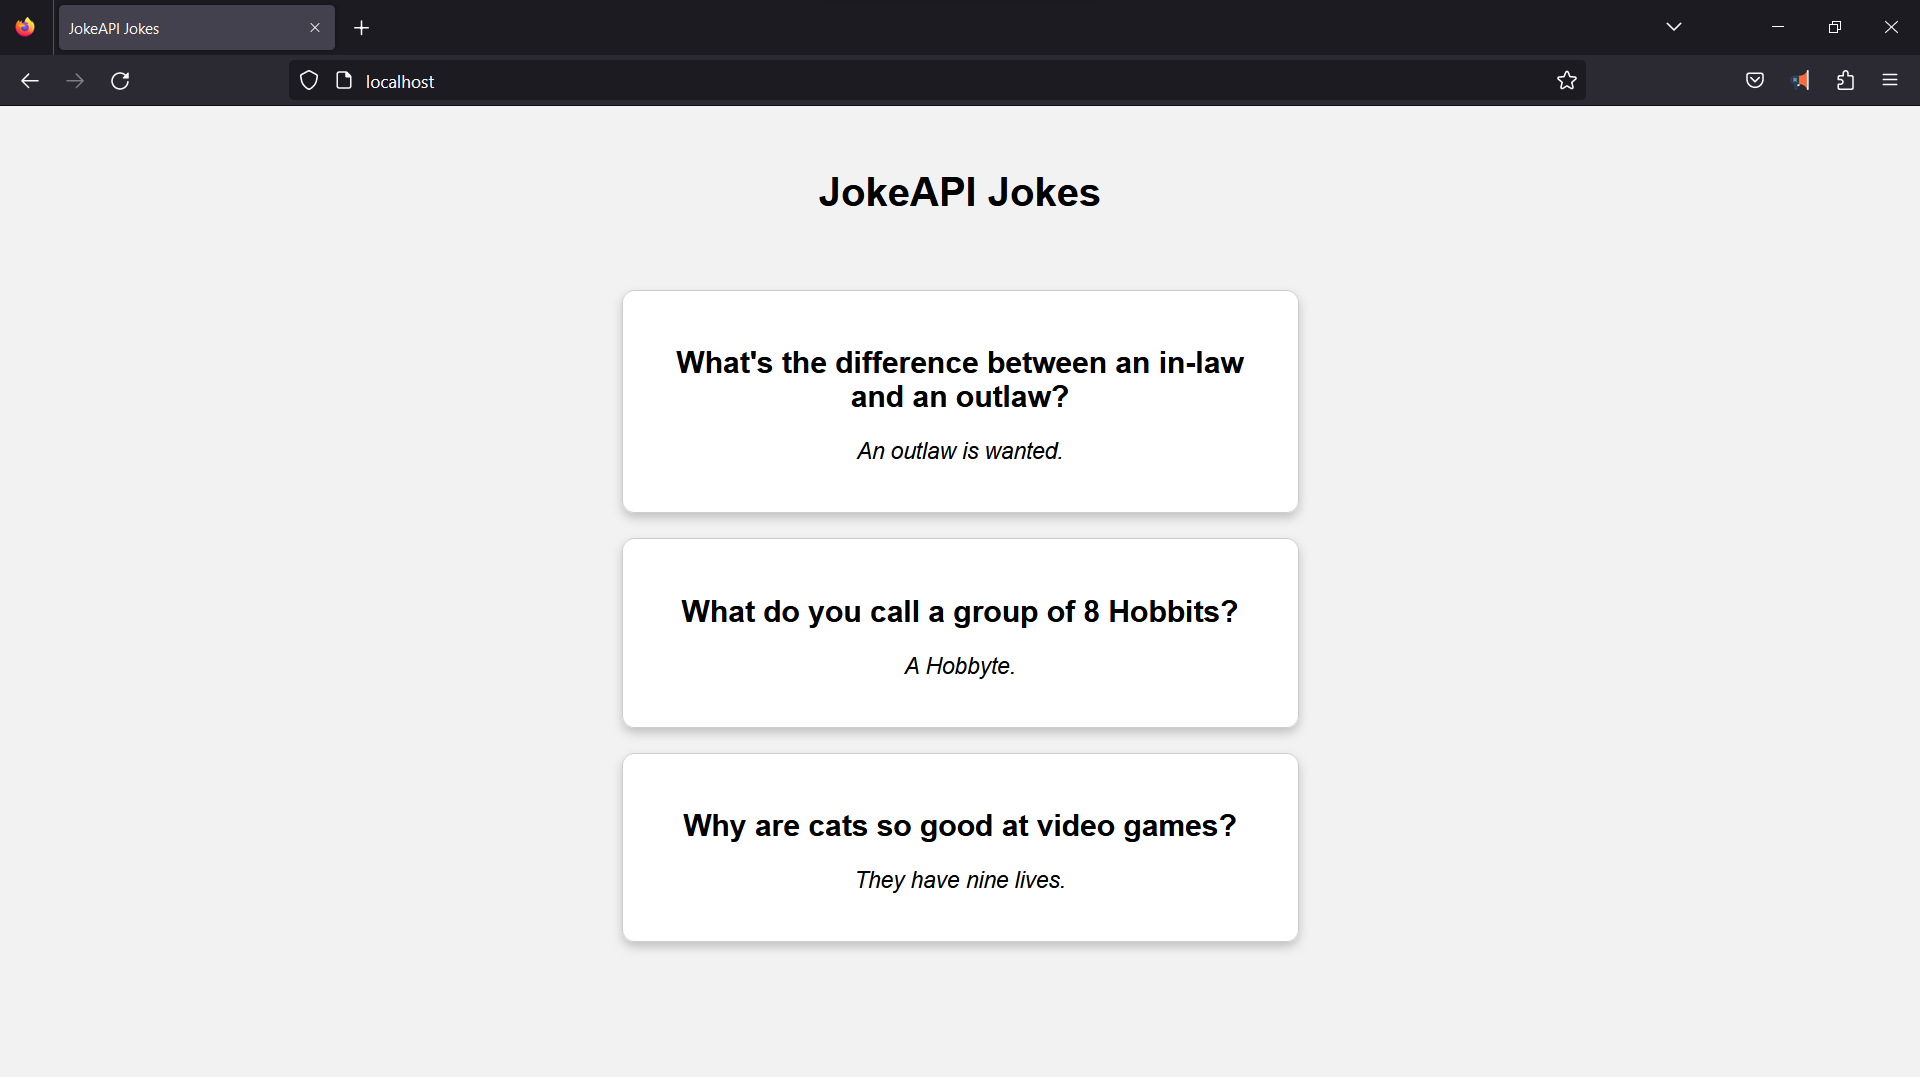 JokeAPI Jokes
localhost
JokeAPI Jokes
What's the difference between an in-law
and an outlaw?
An outlaw is wanted.
What do you call a group of 8 Hobbits?
A Hobbyte.
Why are cats so good at video games?
They have nine lives.